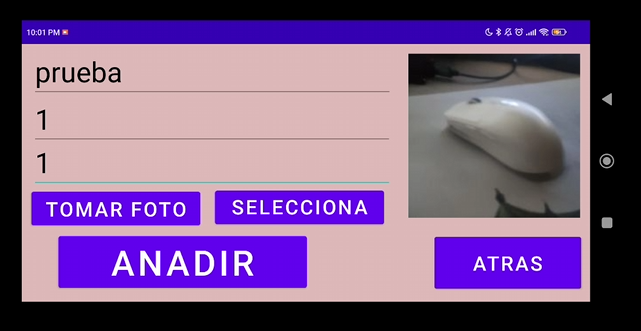 10:01 PM
prueba
1
1
TOMAR FOTO
SELECCIONA
ANADIR
ATRAS